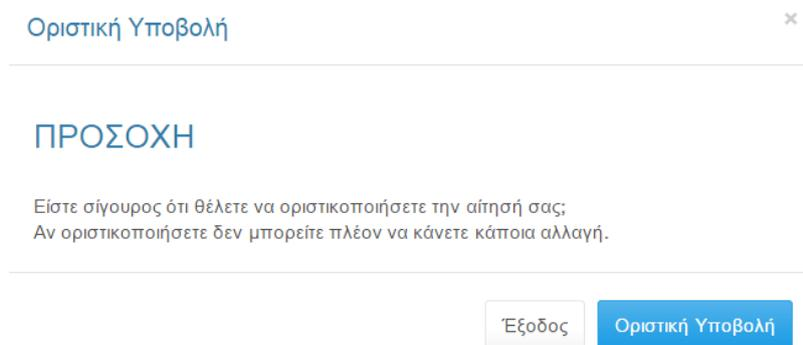 Οριστική Υποβολή
×
ΠΡΟΣΟΧΗ
Είστε σίγουρος ότι θέλετε να οριστικοποιήσετε την αίτησή σας;
Αν οριστικοποιήσετε δεν μπορείτε πλέον να κάνετε κάποια αλλαγή.
Έξοδος
Οριστική Υποβολή